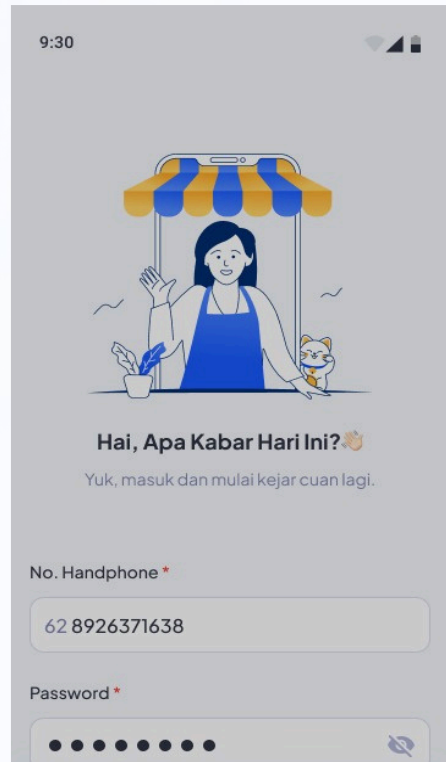 9:30
Hai, Apa Kabar Hari Ini?👋🏻
Yuk, masuk dan mulai kejar cuan lagi.
No. Handphone *
62 8926371638
Password *
●●●●●●●●